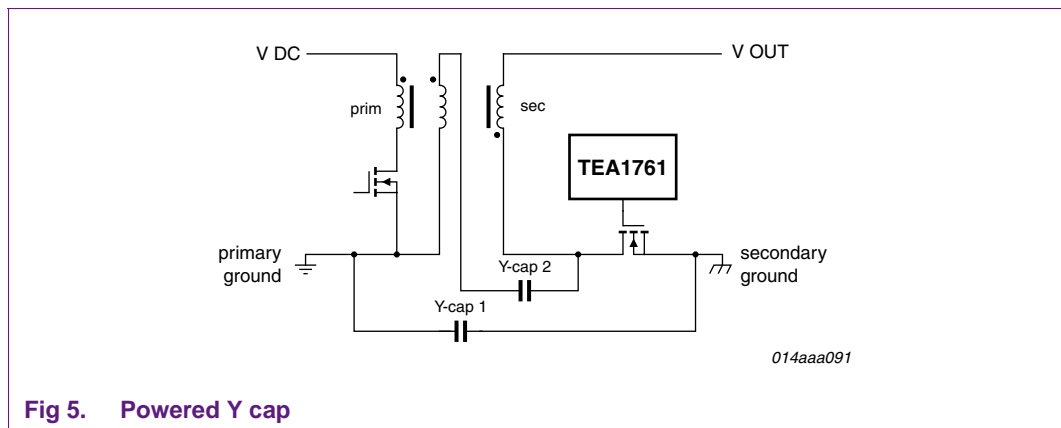 V DC
V OUT
prim
sec
TEA1761
primary
ground
secondary
ground
Y-cap 2
Y-cap 1
014aaa091
Fig 5. Powered Y cap